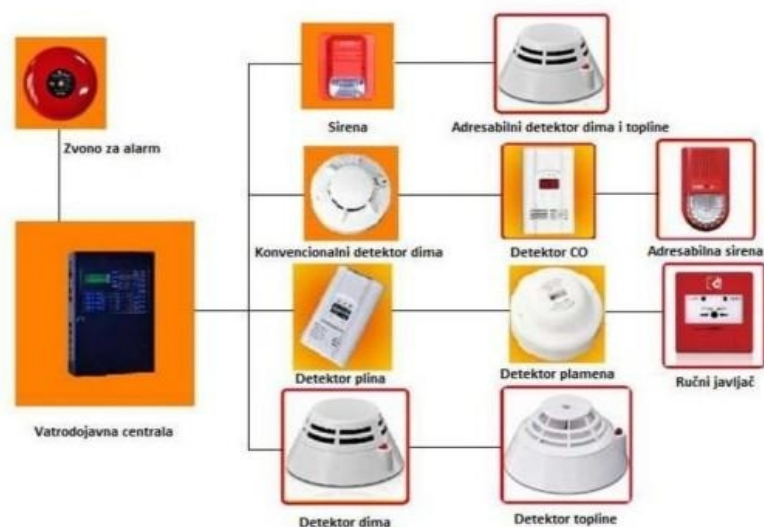 Zvono za alarm
Sirena
Adresabilni detektor dima i topline
Konvencionalni detektor dima
Detektor CO
Adresabilna sirena
Detektor plina
Detektor plamena
Ručni javljač
Vatrodojavna centrala
Detektor dima
Detektor topline